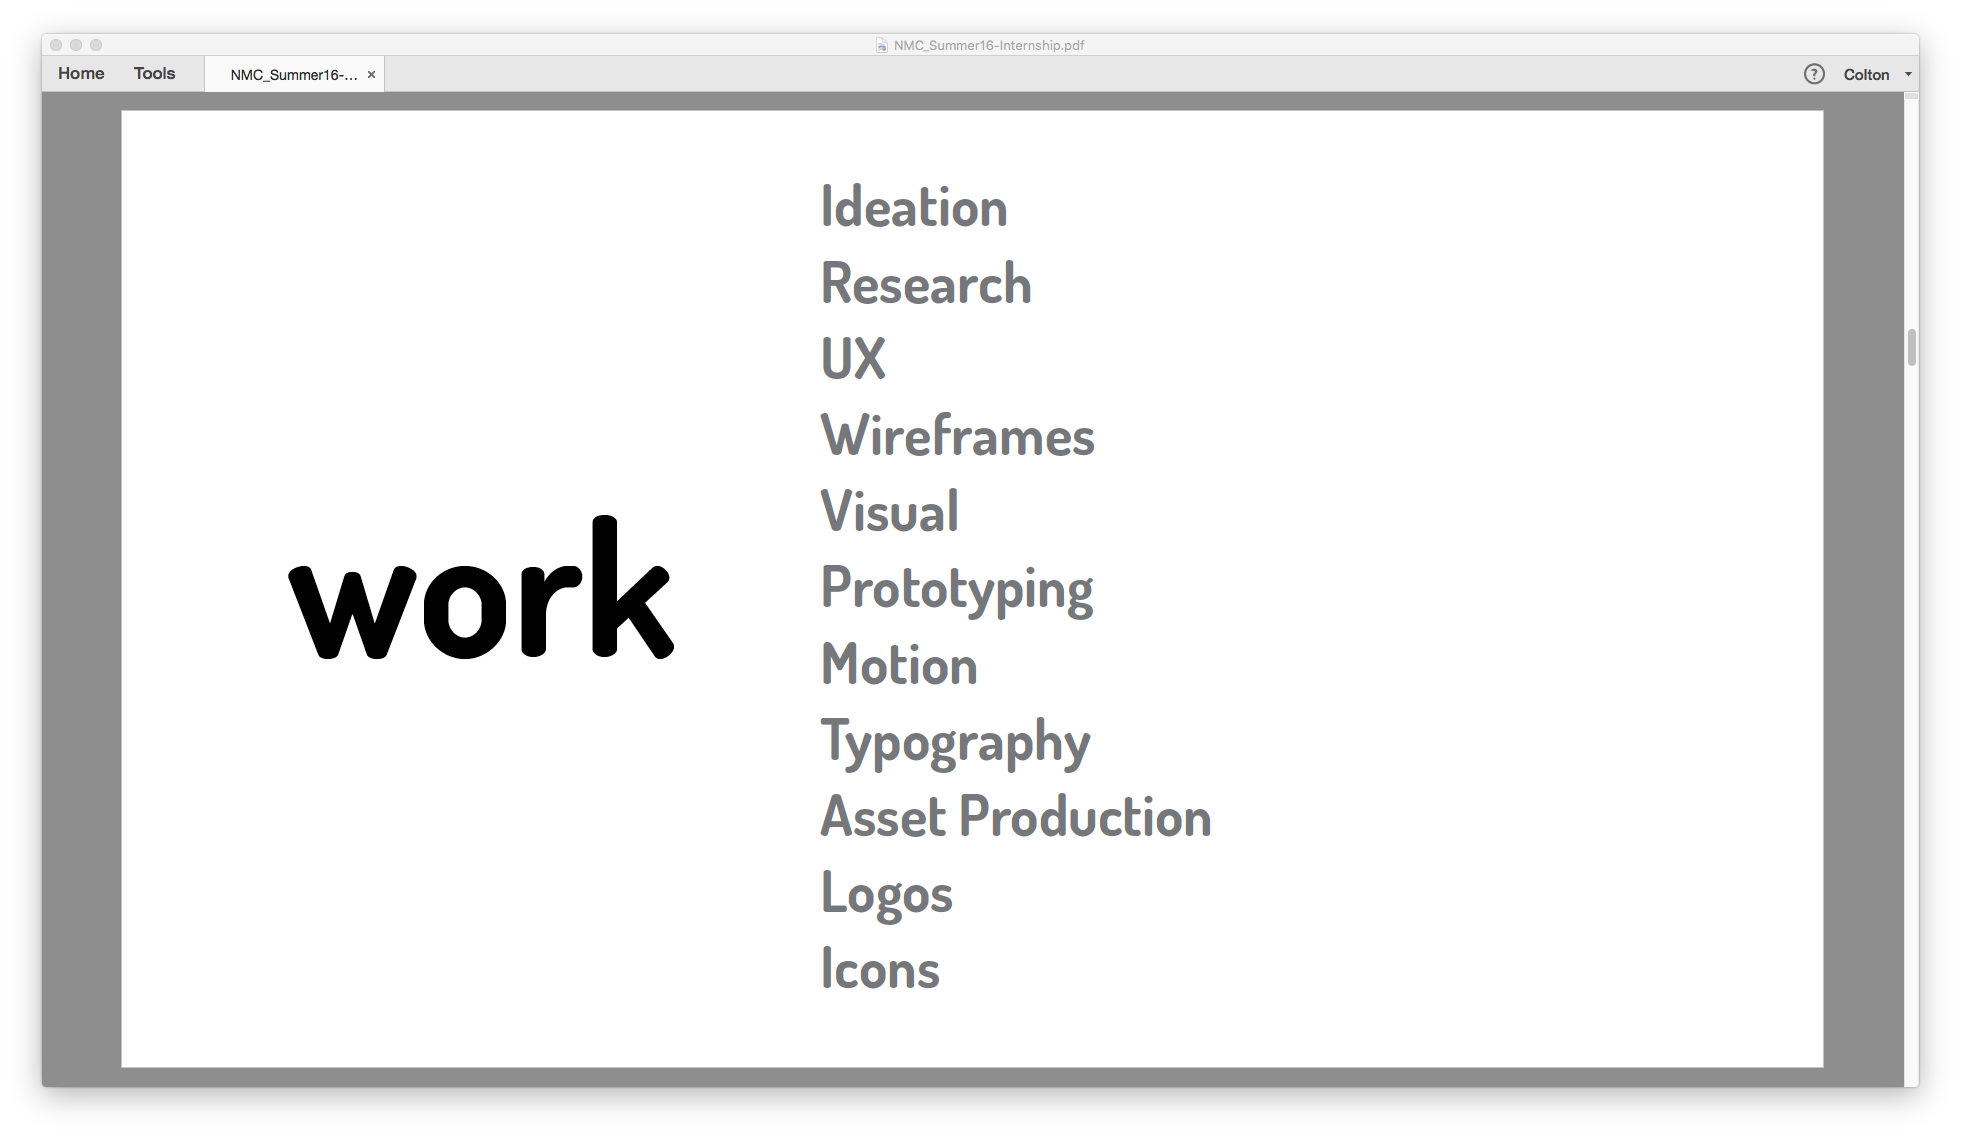 NMC_Summer16-Internship.pdf
Home Tools NMC_Summer16-... × ? Colton
Ideation
Research
UX
Wireframes
Visual
work
Prototyping
Motion
Typography
Asset Production
Logos
Icons